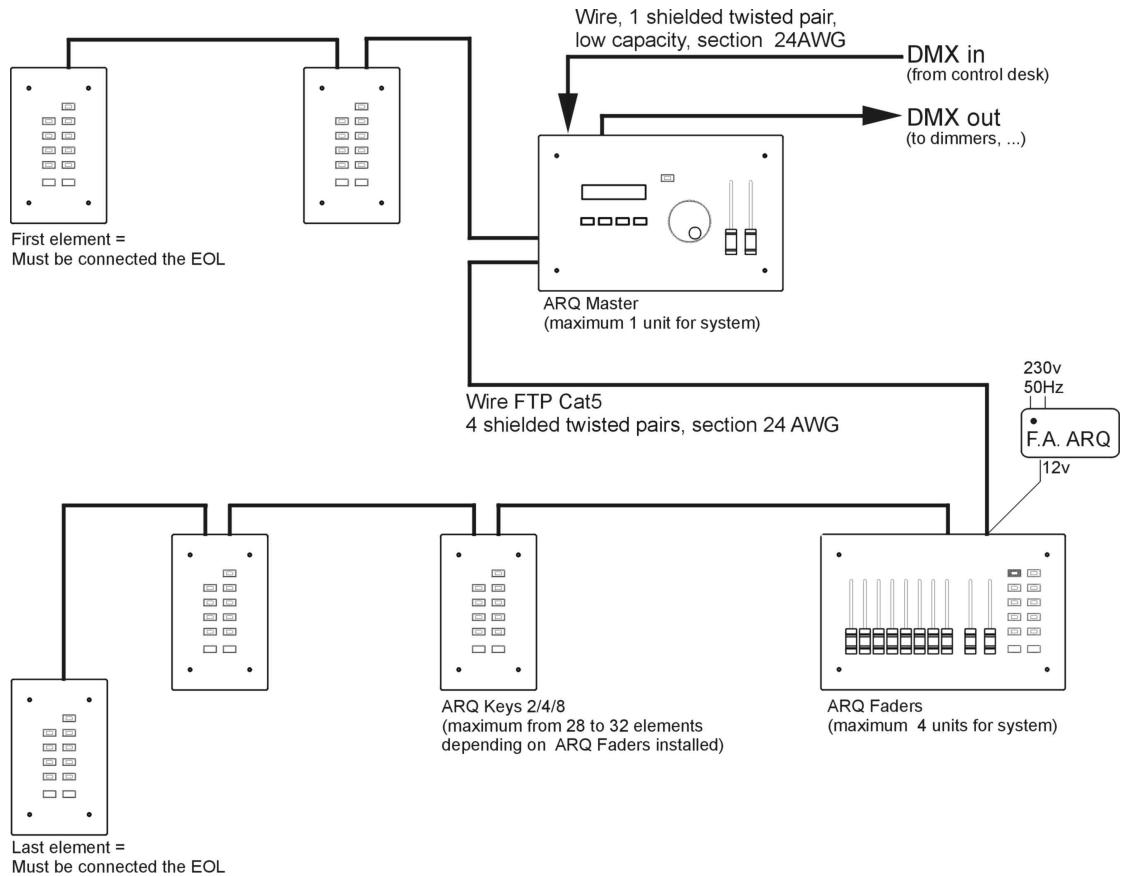 Wire, 1 shielded twisted pair,
low capacity, section 24AWG
DMX in
(from control desk)
DMX out
(to dimmers, ...)
First element =
Must be connected the EOL
ARQ Master
(maximum 1 unit for system)
230v
50Hz
F.A. ARQ
12v
Wire FTP Cat5
4 shielded twisted pairs, section 24 AWG
ARQ Keys 2/4/8
(maximum from 28 to 32 elements
depending on ARQ Faders installed)
ARQ Faders
(maximum 4 units for system)
Last element =
Must be connected the EOL